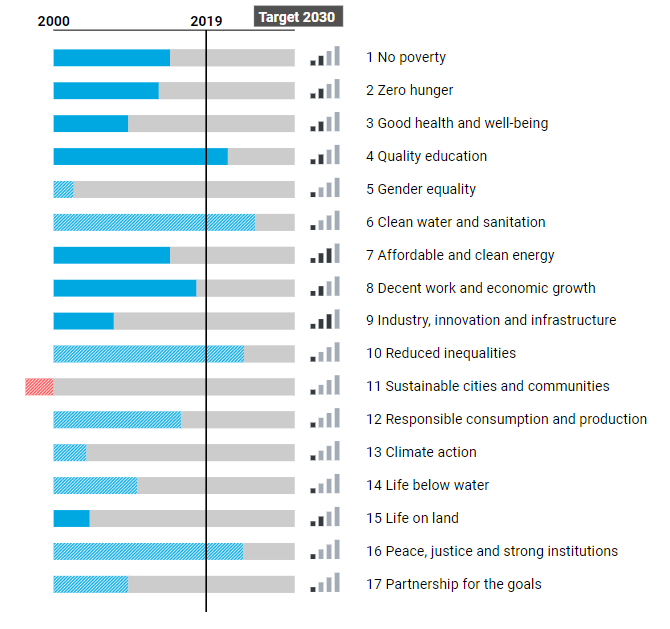 2000 2019 Target 2030
1 No poverty
2 Zero hunger
3 Good health and well-being
4 Quality education
5 Gender equality
6 Clean water and sanitation
7 Affordable and clean energy
8 Decent work and economic growth
9 Industry, innovation and infrastructure
10 Reduced inequalities
11 Sustainable cities and communities
12 Responsible consumption and production
13 Climate action
14 Life below water
15 Life on land
16 Peace, justice and strong institutions
17 Partnership for the goals